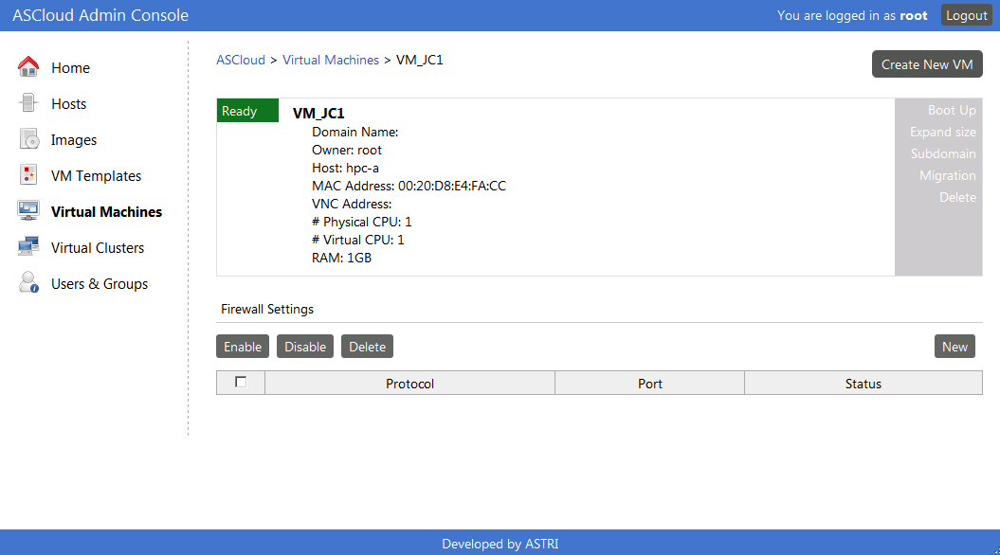 ASCloud Admin Console
You are logged in as root
Logout
Home
Hosts
Images
VM Templates
Virtual Machines
Virtual Clusters
Users & Groups
ASCloud > Virtual Machines > VM_JC1
Create New VM
Ready
VM_JC1
Domain Name:
Owner: root
Host: hpc-a
MAC Address: 00:20:D8:E4:FA:CC
VNC Address:
# Physical CPU: 1
# Virtual CPU: 1
RAM: 1GB
Boot Up
Expand size
Subdomain
Migration
Delete
Firewall Settings
Enable
Disable
Delete
New
Protocol
Port
Status
Developed by ASTRI